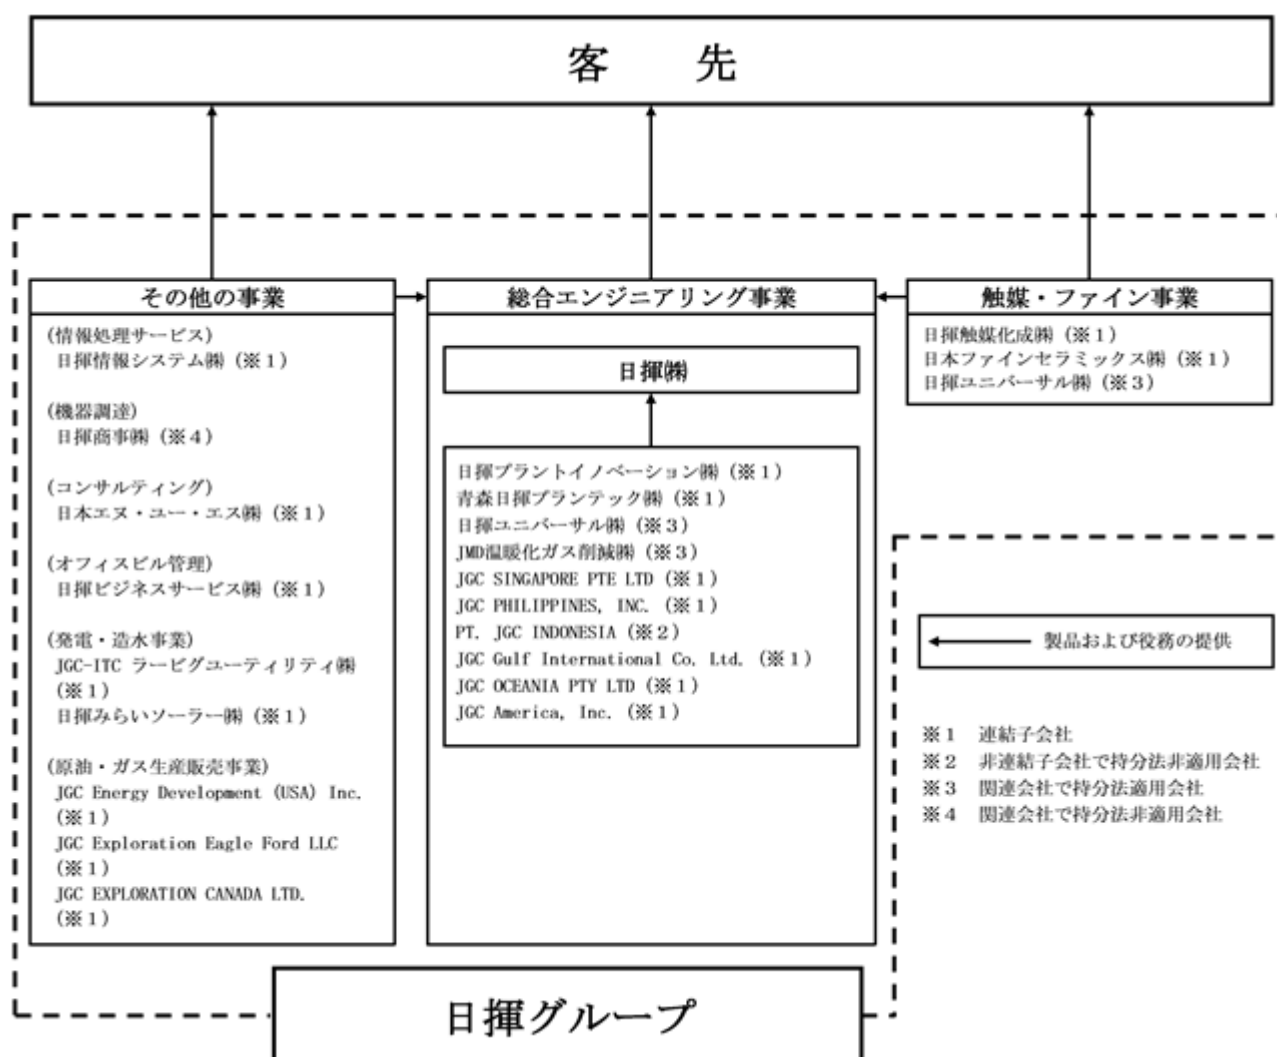 客　先
その他の事業
(情報処理サービス)
日揮情報システム㈱（※１）
(機器調達)
日揮商事㈱（※４）
(コンサルティング)
日本エヌ・ユー・エス㈱（※１）
(オフィスビル管理)
日揮ビジネスサービス㈱（※１）
(発電・造水事業)
JGC-ITC ラービグユーティリティ㈱
（※１）
日揮みらいソーラー㈱（※１）
(原油・ガス生産販売事業)
JGC Energy Development (USA) Inc.
（※１）
JGC Exploration Eagle Ford LLC
（※１）
JGC EXPLORATION CANADA LTD.
（※１）
総合エンジニアリング事業
日揮㈱
日揮プラントイノベーション㈱（※１）
青森日揮プランテック㈱（※１）
日揮ユニバーサル㈱（※３）
JMD温暖化ガス削減㈱（※３）
JGC SINGAPORE PTE LTD（※１）
JGC PHILIPPINES, INC.（※１）
PT. JGC INDONESIA（※２）
JGC Gulf International Co. Ltd.（※１）
JGC OCEANIA PTY LTD（※１）
JGC America, Inc.（※１）
触媒・ファイン事業
日揮触媒化成㈱（※１）
日本ファインセラミックス㈱（※１）
日揮ユニバーサル㈱（※３）
製品および役務の提供
※１　連結子会社
※２　非連結子会社で持分法非適用会社
※３　関連会社で持分法適用会社
※４　関連会社で持分法非適用会社
日揮グループ